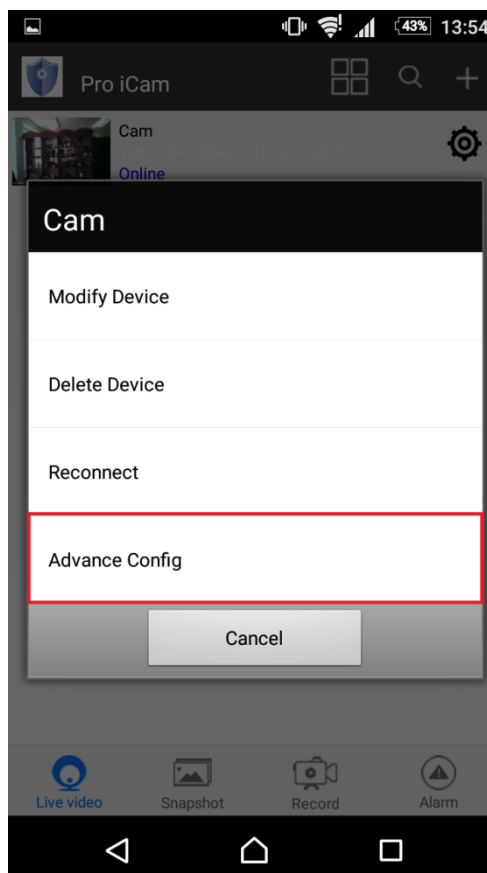 43% 13:54
Pro iCam
Cam
Online
Cam
Modify Device
Delete Device
Reconnect
Advance Config
Cancel
Live video Snapshot Record Alarm